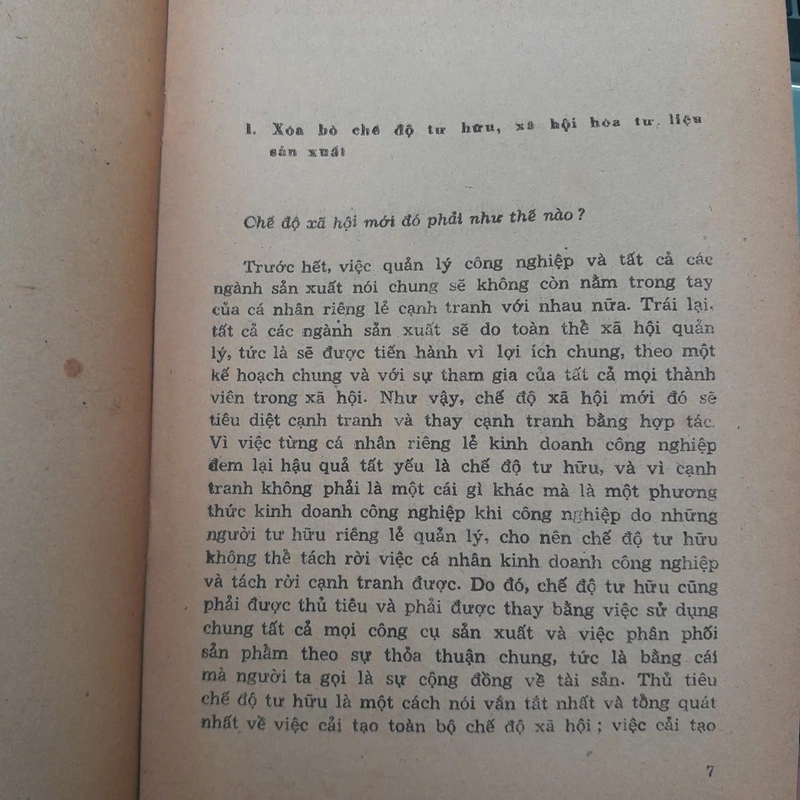 1. Xóa bỏ chế độ tư hữu, xã hội hóa tư liệu
sản xuất
Chế độ xã hội mới đó phải như thế nào ?
Trước hết, việc quản lý công nghiệp và tất cả các
ngành sản xuất nói chung sẽ không còn nằm trong tay
của cá nhân riêng lẻ cạnh tranh với nhau nữa. Trái lại,
tất cả các ngành sản xuất sẽ do toàn thể xã hội quản
lý, tức là sẽ được tiến hành vì lợi ích chung, theo một
kế hoạch chung và với sự tham gia của tất cả mọi thành
viên trong xã hội. Như vậy, chế độ xã hội mới đó sẽ
tiêu diệt cạnh tranh và thay cạnh tranh bằng hợp tác.
Vì việc từng cá nhân riêng lẻ kinh doanh công nghiệp
đem lại hậu quả tất yếu là chế độ tư hữu, và vì cạnh
tranh không phải là một cái gì khác mà là một phương
thức kinh doanh công nghiệp khi công nghiệp do những
người tư hữu riêng lẻ quản lý, cho nên chế độ tư hữu
không thể tách rời việc cá nhân kinh doanh công nghiệp
và tách rời cạnh tranh được. Do đó, chế độ tư hữu cũng
phải được thủ tiêu và phải được thay bằng việc sử dụng
chung tất cả mọi công cụ sản xuất và việc phân phối
sản phẩm theo sự thỏa thuận chung, tức là bằng cái
mà người ta gọi là sự cộng đồng về tài sản. Thủ tiêu
chế độ tư hữu là một cách nói vắn tắt nhất và tổng quát
nhất về việc cải tạo toàn bộ chế độ xã hội ; việc cải tạo
7